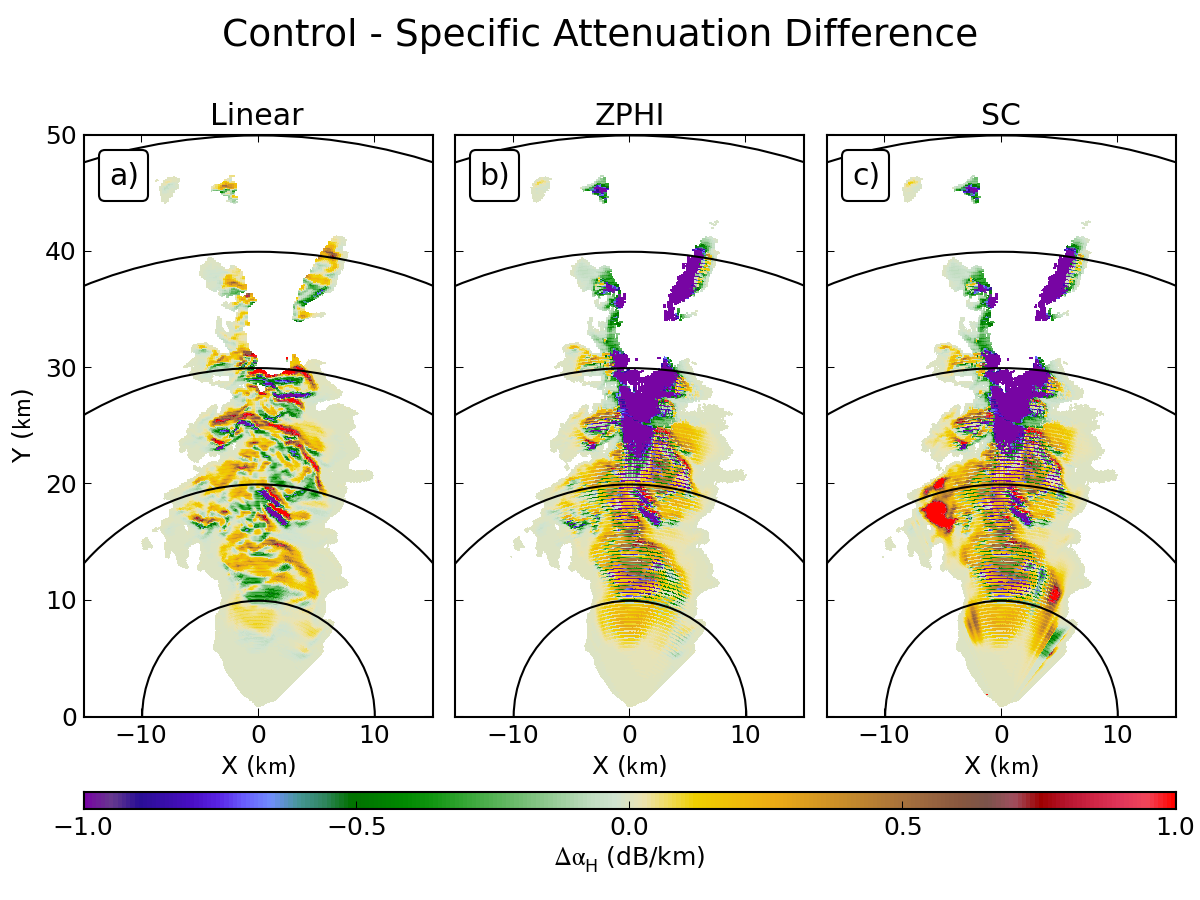 Control - Specific Attenuation Difference
Linear ZPHI SC
a) b) c)
50
40
30
20
10
0
Y (km)
−10 0 10 −10 0 10 −10 0 10
X (km) X (km) X (km)
−1.0 −0.5 0.0 0.5 1.0
ΔαH (dB/km)